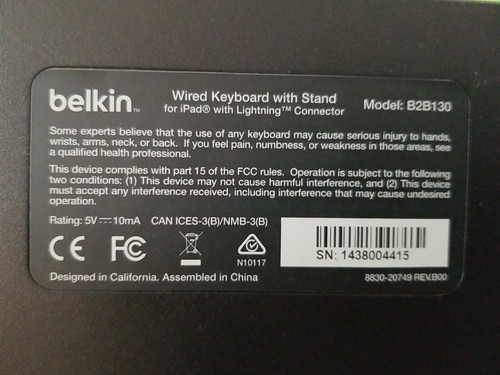 belkin™
Wired Keyboard with Stand
for iPad® with Lightning™ Connector
Model: B2B130
Some experts believe that the use of any keyboard may cause serious injury to hands,
wrists, arms, neck, or back. If you feel pain, numbness, or weakness in those areas, see
a qualified health professional.
This device complies with part 15 of the FCC rules. Operation is subject to the following
two conditions: (1) This device may not cause harmful interference, and (2) This device
must accept any interference received, including interference that may cause undesired
operation.
Rating: 5V⎓10mA CAN ICES-3(B)/NMB-3(B)
CE FC N10117
SN: 1438004415
Designed in California. Assembled in China
8830-20749 REV.B00